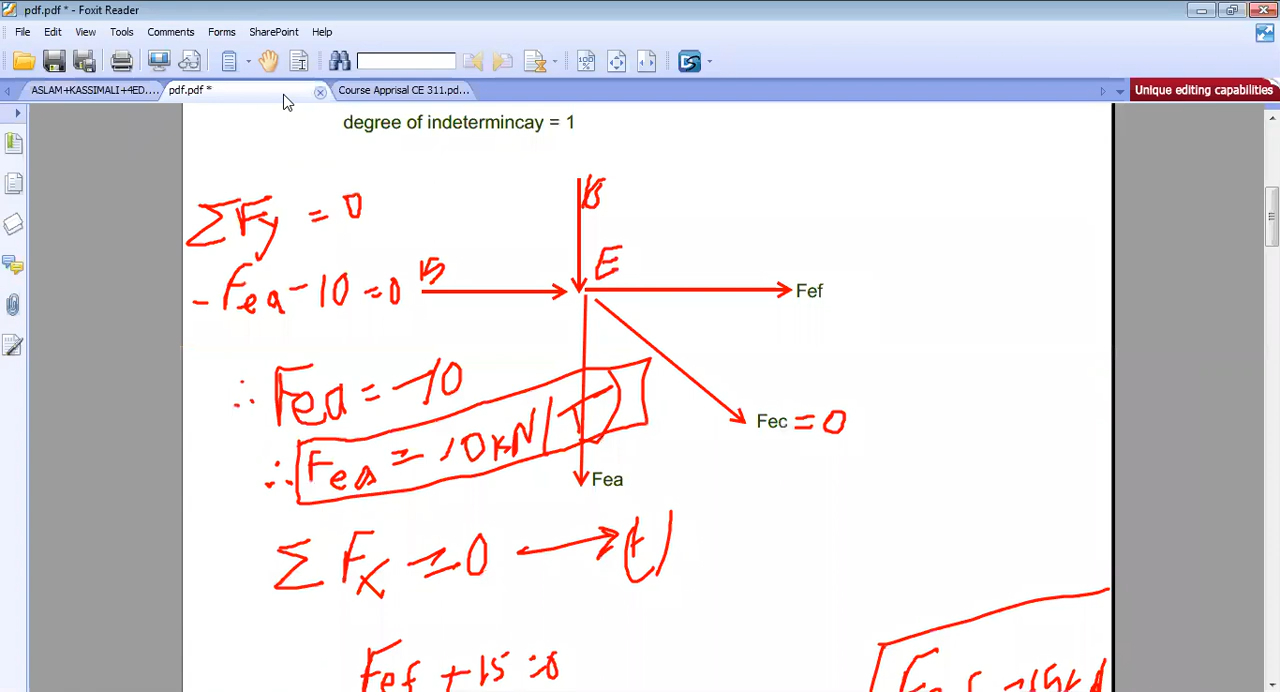 pdf.pdf * - Foxit Reader
File Edit View Tools Comments Forms SharePoint Help
ASLAM+KASSIMALI+4ED.... pdf.pdf * Course Apprisal CE 311.pd...
Unique editing capabilities
degree of indetermincay = 1
ΣFy = 0
-Fea - 10 = 0
15
E
Fef
∴ Fea = -10
Fec = 0
∴ Fea = 10kN (T)
Fea
ΣFx = 0 → (+)
Fef + 15 = 0